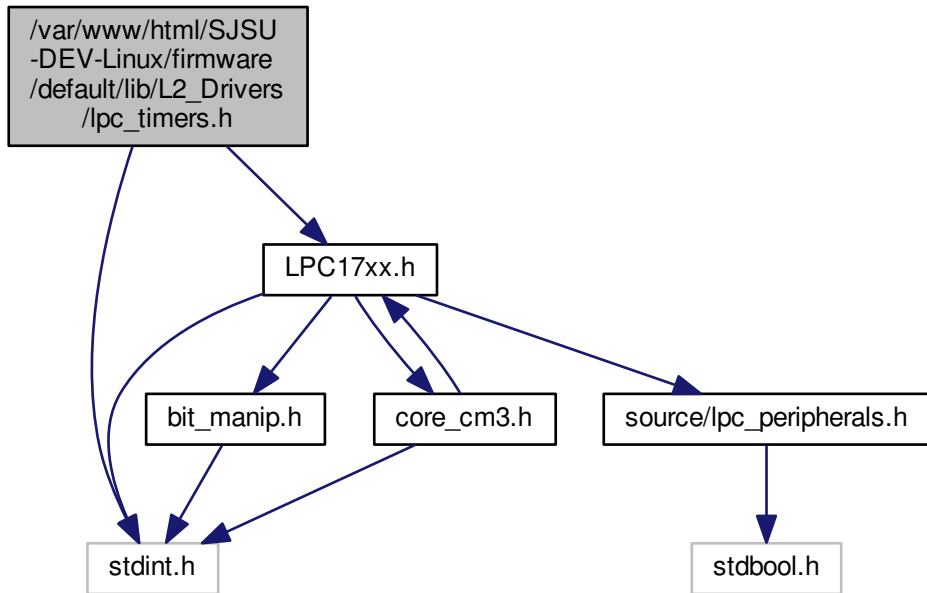 /var/www/html/SJSU
-DEV-Linux/firmware
/default/lib/L2_Drivers
/lpc_timers.h
LPC17xx.h
bit_manip.h
core_cm3.h
source/lpc_peripherals.h
stdint.h
stdbool.h